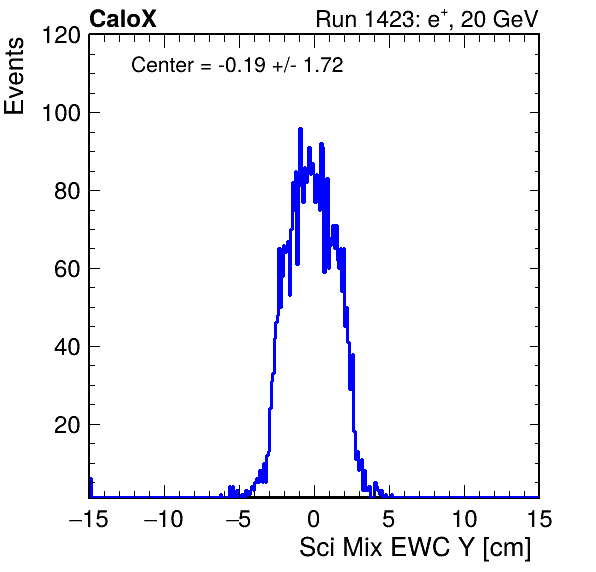 CaloX Run 1423: e⁺, 20 GeV
Center = -0.19 +/- 1.72
Events
120
100
80
60
40
20
−15 −10 −5 0 5 10 15
Sci Mix EWC Y [cm]